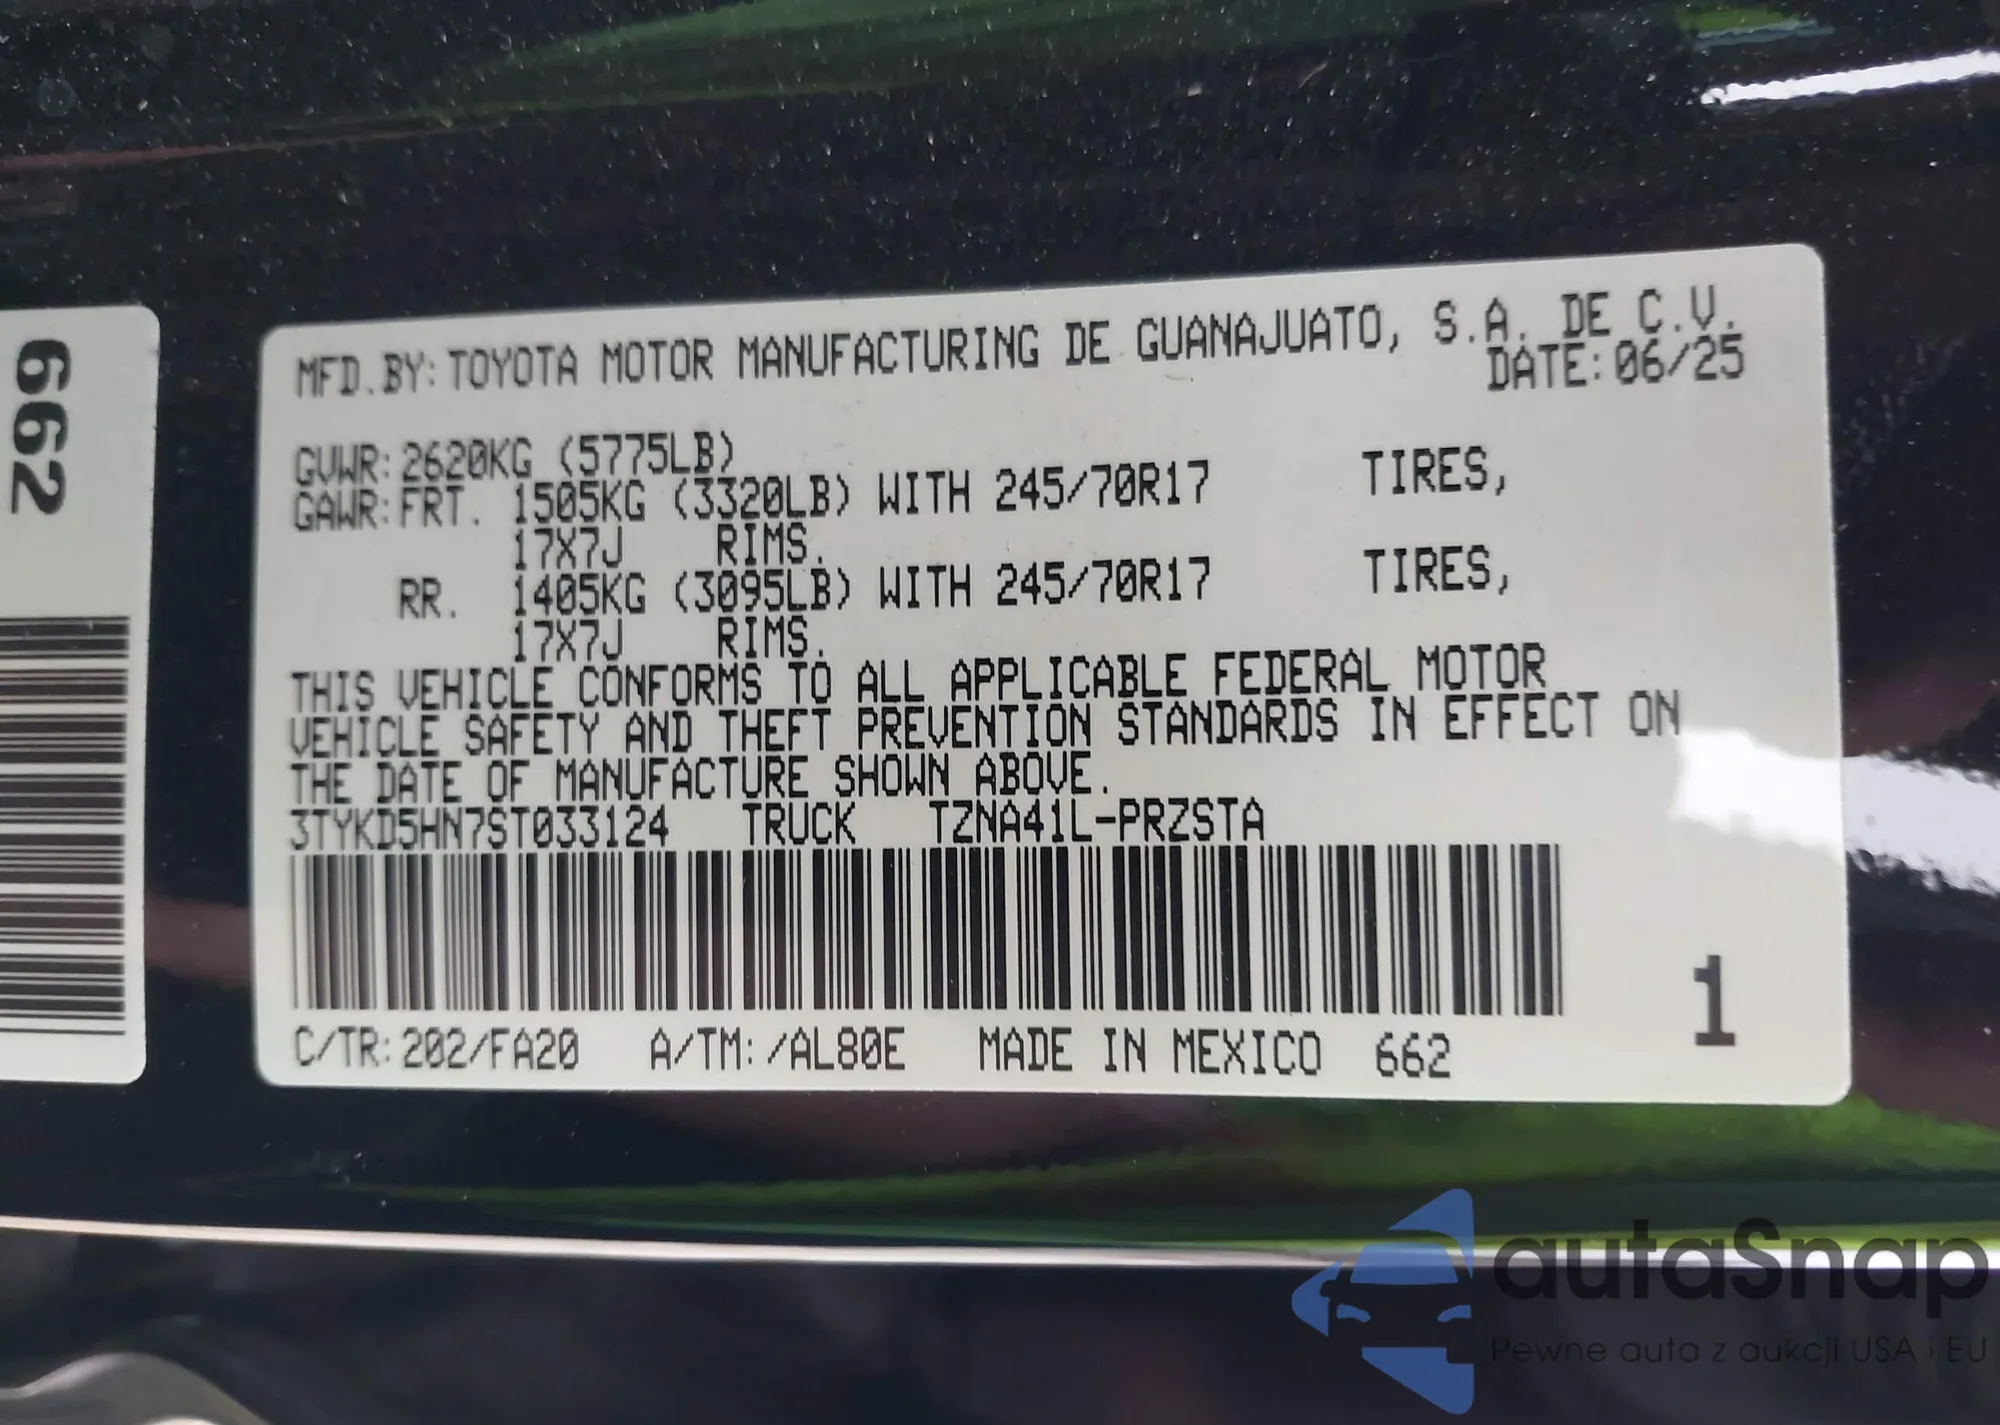 662
MFD.BY: TOYOTA MOTOR MANUFACTURING DE GUANAJUATO, S.A. DE C.V.
DATE: 06/25
GVWR: 2620KG (5775LB)
GAWR: FRT. 1505KG (3320LB) WITH 245/70R17 TIRES,
17X7J RIMS.
RR. 1405KG (3095LB) WITH 245/70R17 TIRES,
17X7J RIMS.
THIS VEHICLE CONFORMS TO ALL APPLICABLE FEDERAL MOTOR
VEHICLE SAFETY AND THEFT PREVENTION STANDARDS IN EFFECT ON
THE DATE OF MANUFACTURE SHOWN ABOVE.
3TYKD5HN7ST033124 TRUCK TZNA41L-PRZSTA
1
C/TR: 202/FA20 A/TM: /AL80E MADE IN MEXICO 662
autaSnap
Pewne auta z aukcji USA i EU